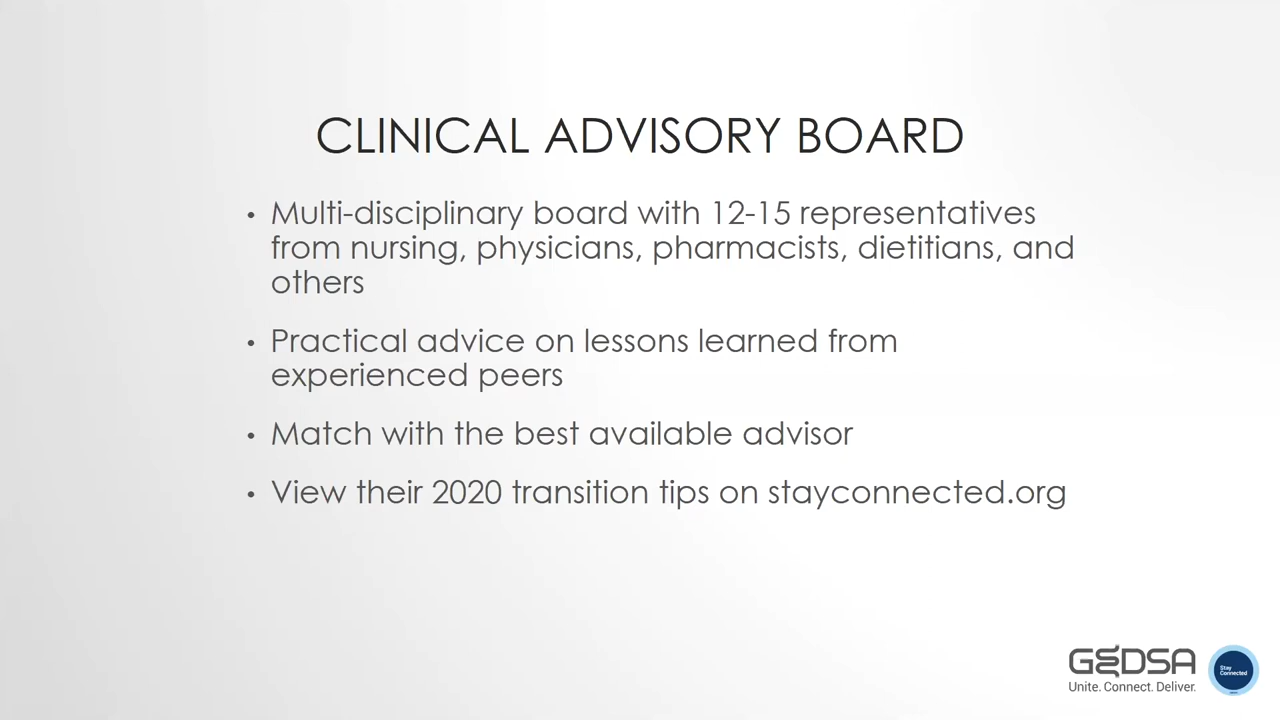 CLINICAL ADVISORY BOARD
• Multi-disciplinary board with 12-15 representatives
from nursing, physicians, pharmacists, dietitians, and
others
• Practical advice on lessons learned from
experienced peers
• Match with the best available advisor
• View their 2020 transition tips on stayconnected.org
GEDSA
Unite. Connect. Deliver.
Stay
Connected